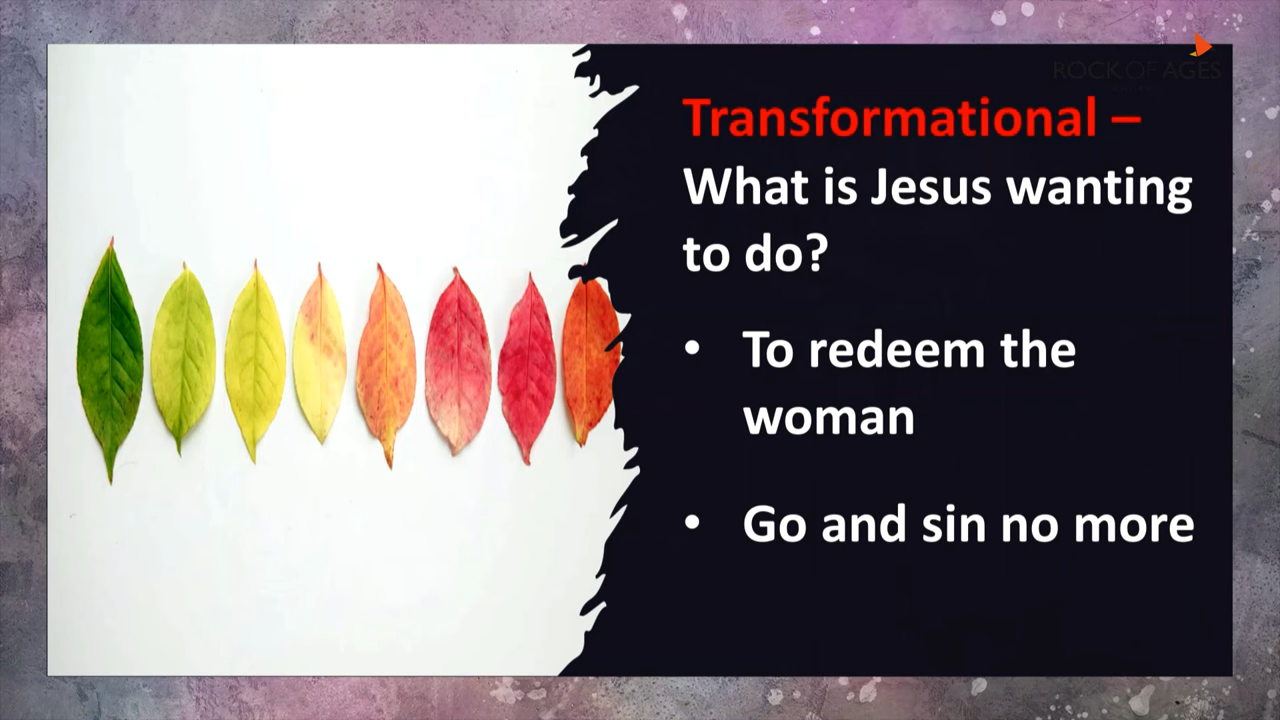 ROCK OF AGES
Transformational –
What is Jesus wanting
to do?
• To redeem the
woman
• Go and sin no more